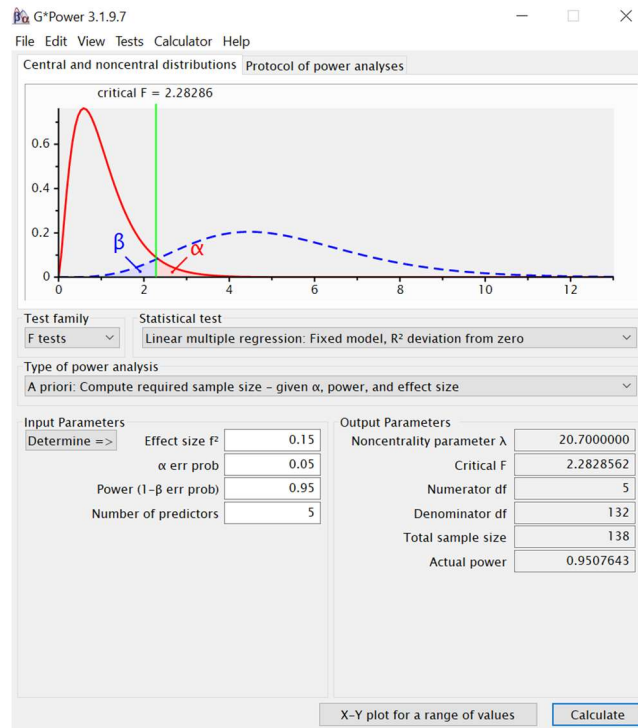 βα G*Power 3.1.9.7
File Edit View Tests Calculator Help
Central and noncentral distributions Protocol of power analyses
critical F = 2.28286
0.6
0.4
0.2
0
β
α
0 2 4 6 8 10 12
Test family Statistical test
F tests Linear multiple regression: Fixed model, R² deviation from zero
Type of power analysis
A priori: Compute required sample size – given α, power, and effect size
Input Parameters
Determine => Effect size f² 0.15
α err prob 0.05
Power (1-β err prob) 0.95
Number of predictors 5
Output Parameters
Noncentrality parameter λ 20.7000000
Critical F 2.2828562
Numerator df 5
Denominator df 132
Total sample size 138
Actual power 0.9507643
X-Y plot for a range of values Calculate